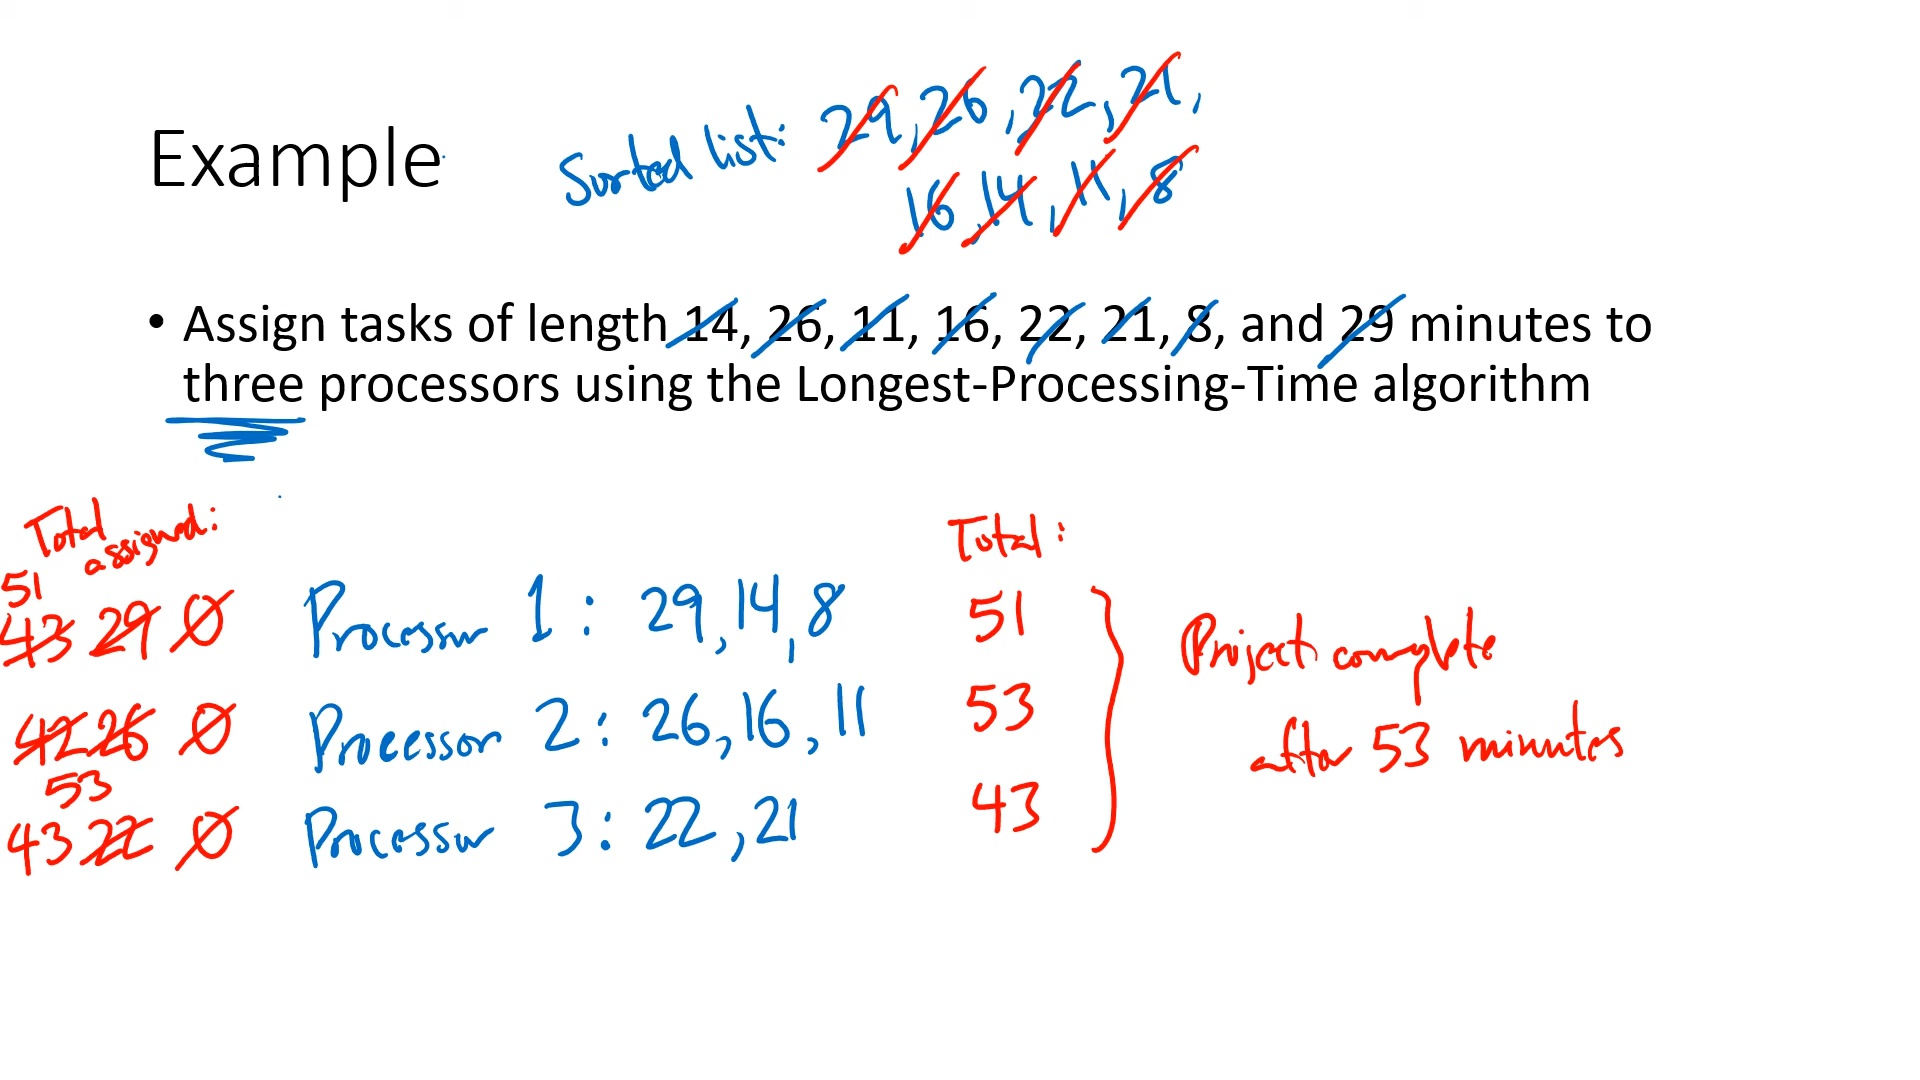 Example
Sorted list: 29, 26, 22, 21,
16, 14, 11, 8
• Assign tasks of length 14, 26, 11, 16, 22, 21, 8, and 29 minutes to
three processors using the Longest-Processing-Time algorithm
Total
assigned:
Total:
51
43 29 0 Processor 1: 29, 14, 8 51
42 26 0 Processor 2: 26, 16, 11 53
53
43 22 0 Processor 3: 22, 21 43
Project complete
after 53 minutes